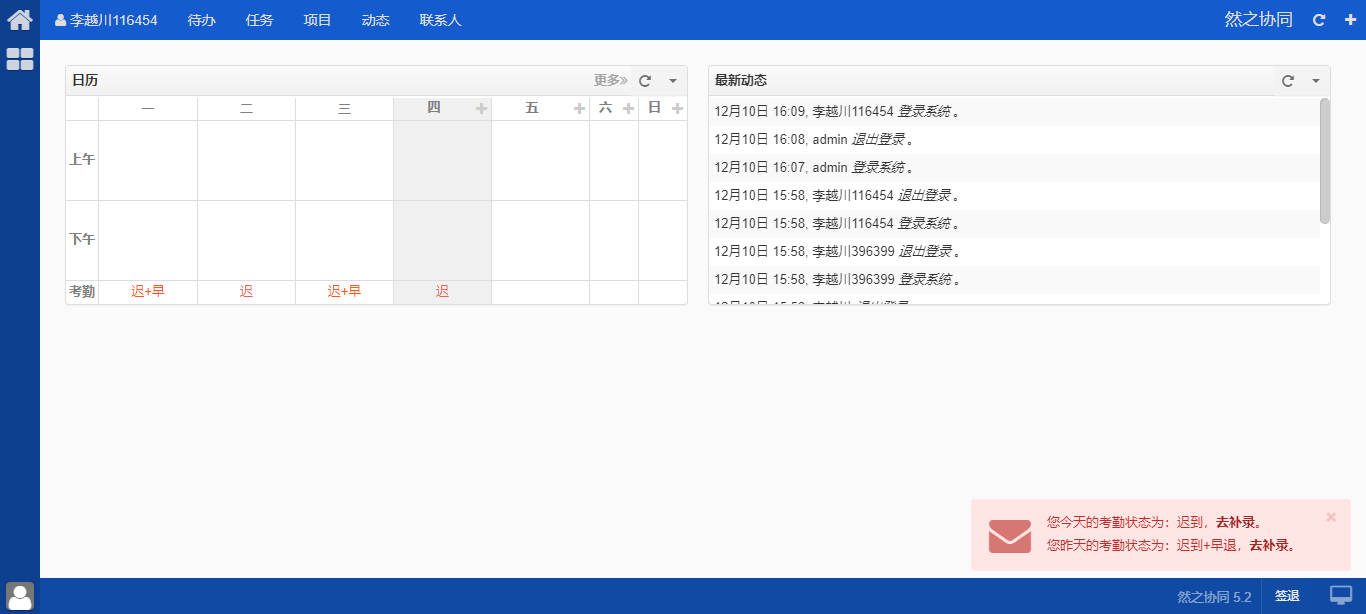 李越川116454 待办 任务 项目 动态 联系人 然之协同
日历 更多»
一 二 三 四 五 六 日
上午
下午
考勤 迟+早 迟 迟+早 迟
最新动态
12月10日 16:09, 李越川116454 登录系统。
12月10日 16:08, admin 退出登录。
12月10日 16:07, admin 登录系统。
12月10日 15:58, 李越川116454 退出登录。
12月10日 15:58, 李越川116454 登录系统。
12月10日 15:58, 李越川396399 退出登录。
12月10日 15:58, 李越川396399 登录系统。
您今天的考勤状态为：迟到，去补录。
您昨天的考勤状态为：迟到+早退，去补录。
然之协同 5.2 签退